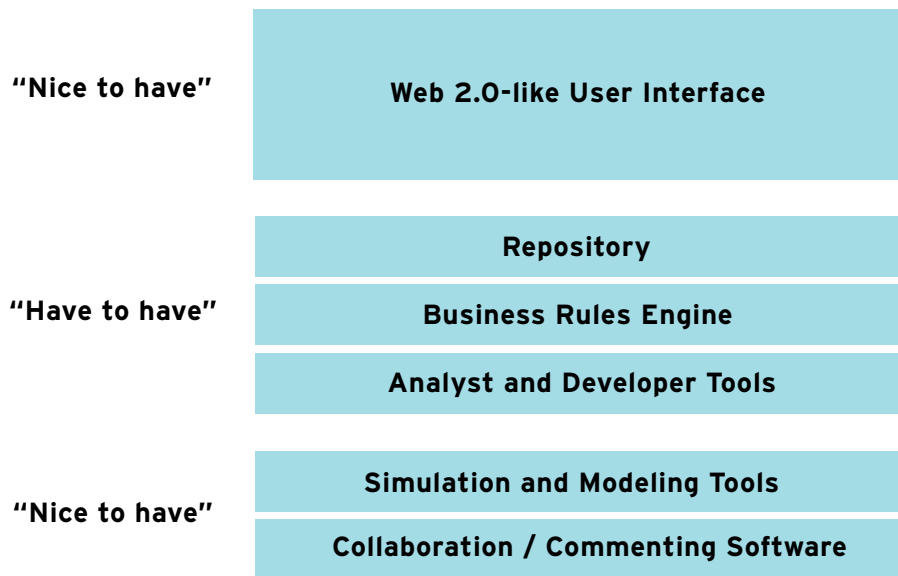 “Nice to have”
Web 2.0-like User Interface
Repository
“Have to have”
Business Rules Engine
Analyst and Developer Tools
Simulation and Modeling Tools
“Nice to have”
Collaboration / Commenting Software